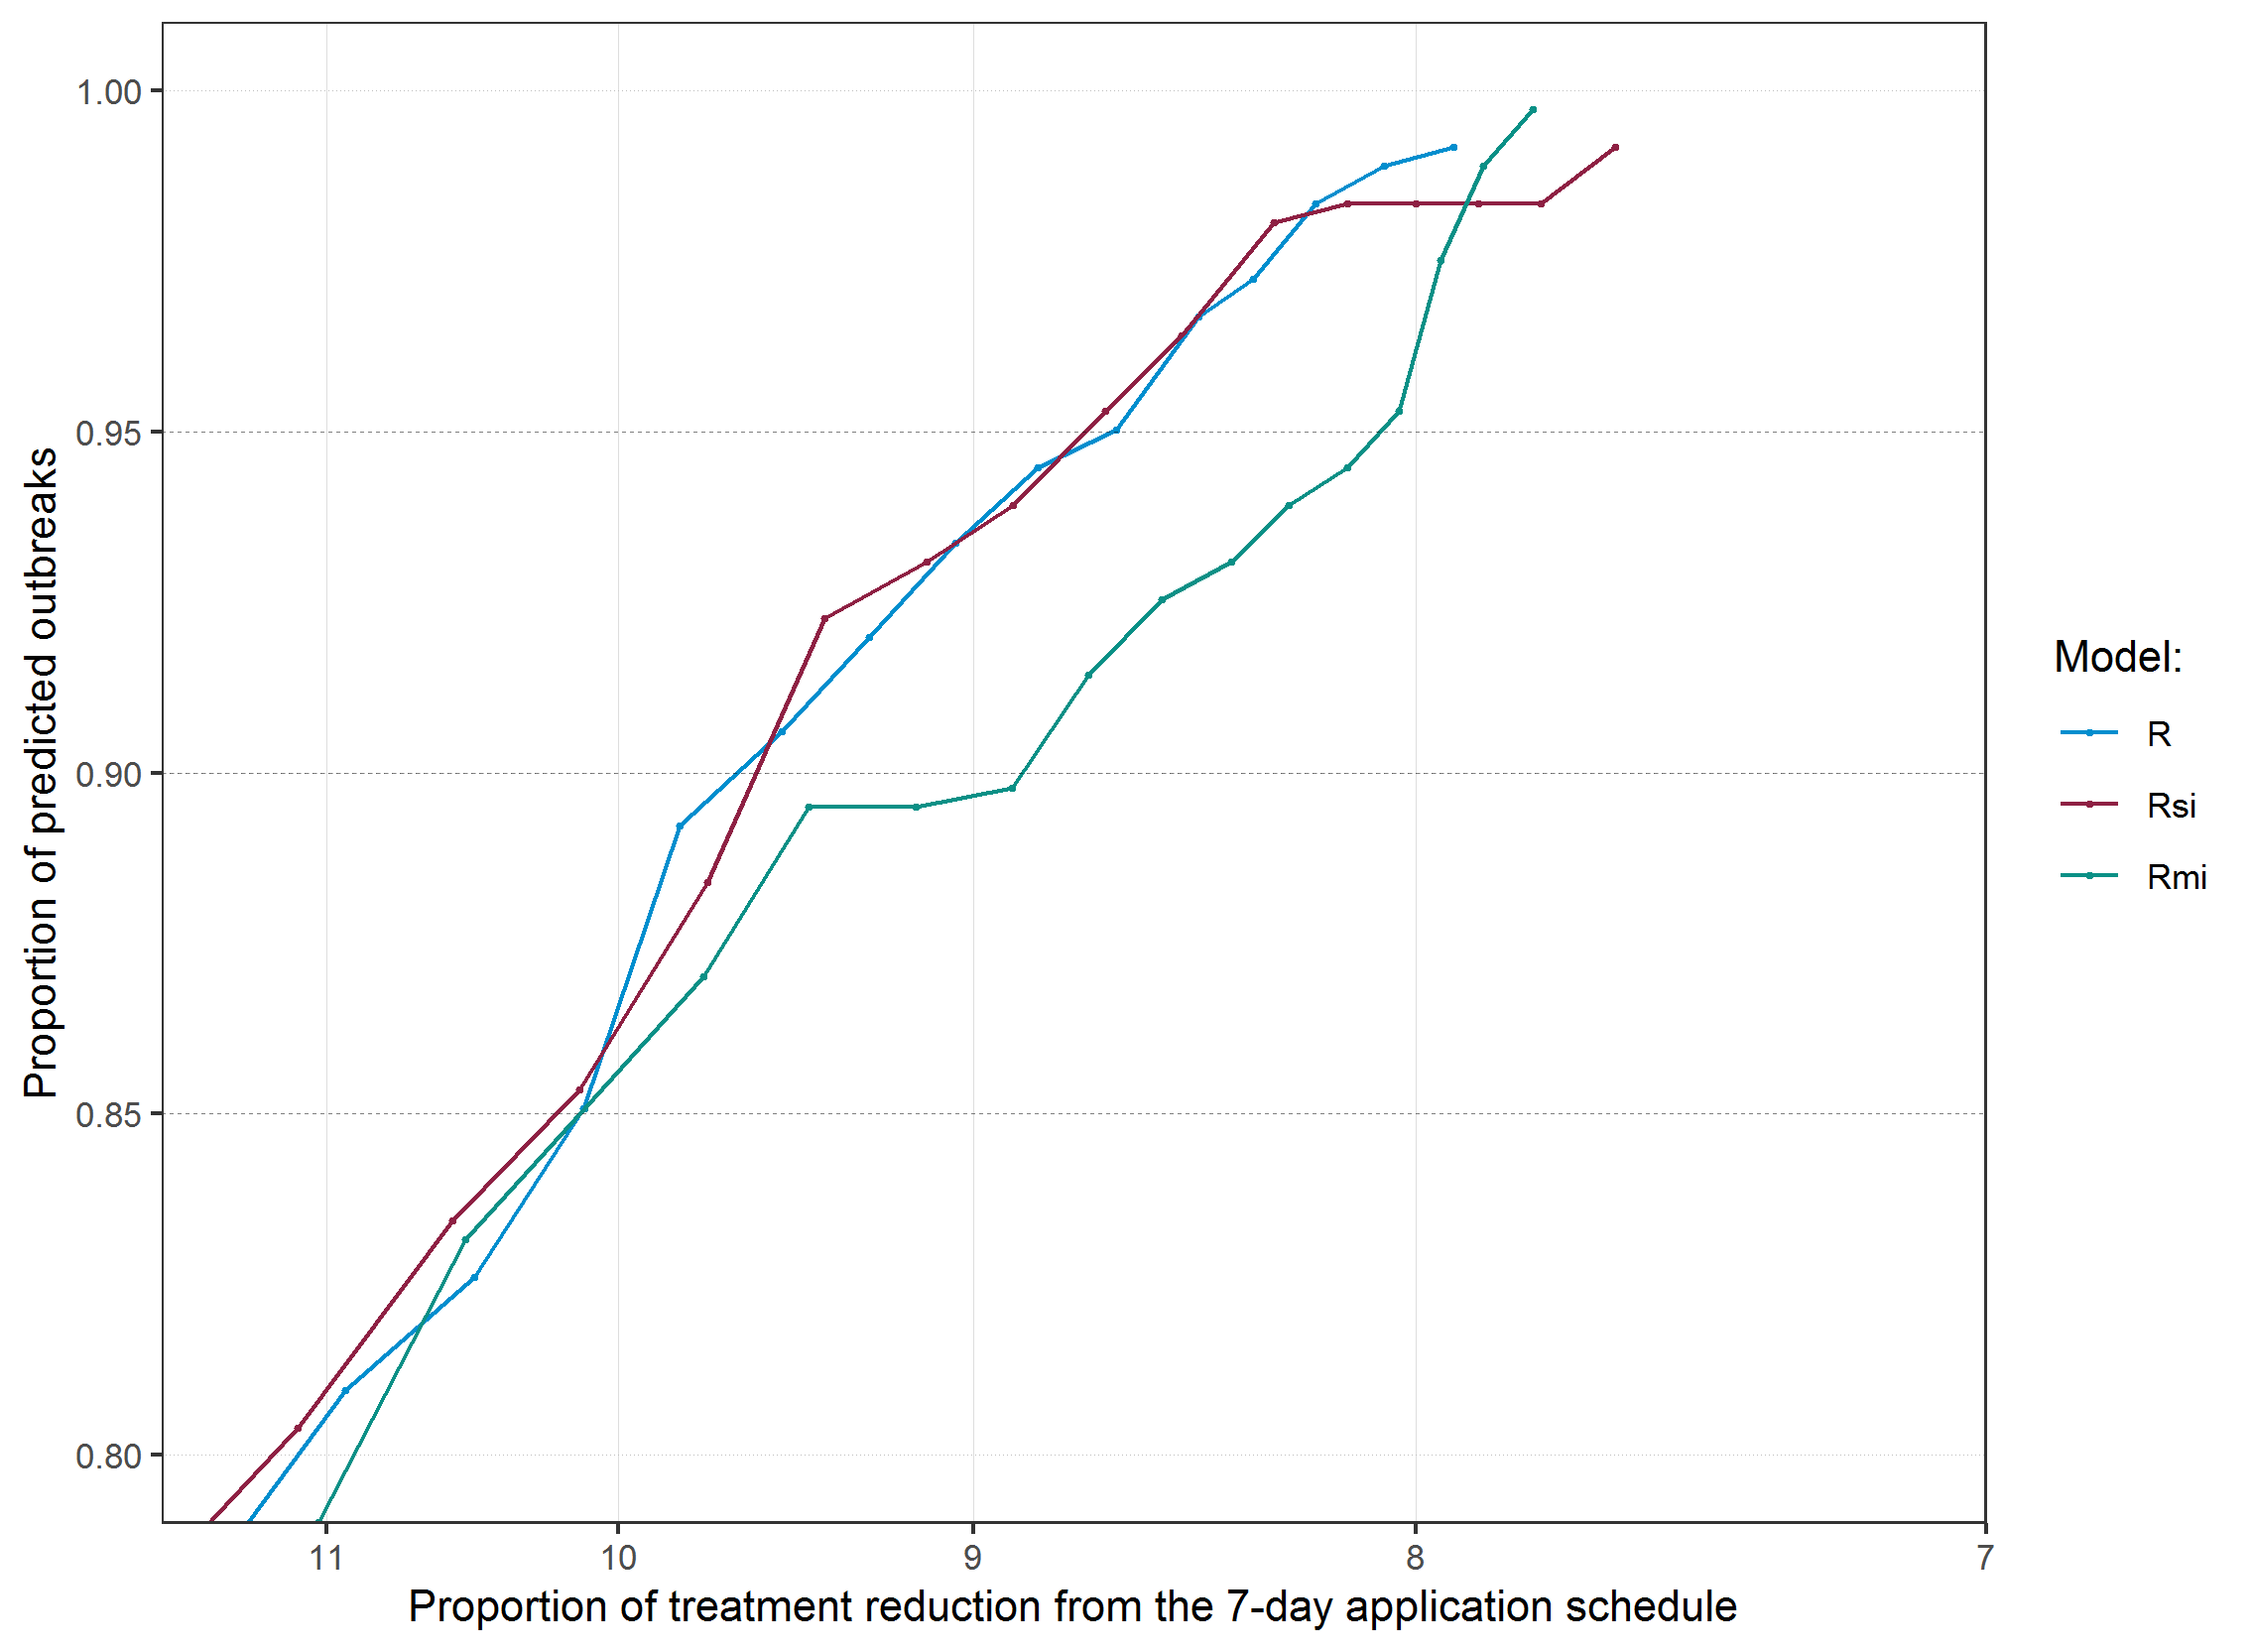 1.00
0.95
0.90
0.85
0.80
Proportion of predicted outbreaks
11 10 9 8 7
Proportion of treatment reduction from the 7-day application schedule
Model:
R
Rsi
Rmi